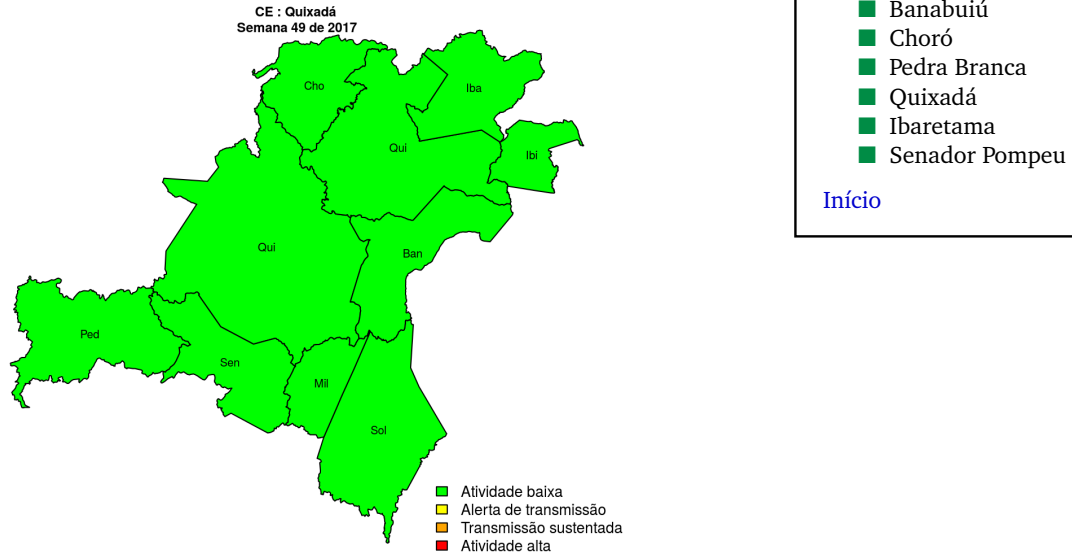 CE : Quixadá
Semana 49 de 2017
Cho
Iba
Qui
Ibi
Qui
Ban
Ped
Sen
Mil
Sol
Atividade baixa
Alerta de transmissão
Transmissão sustentada
Atividade alta
Banabuiú
Choró
Pedra Branca
Quixadá
Ibaretama
Senador Pompeu
Início